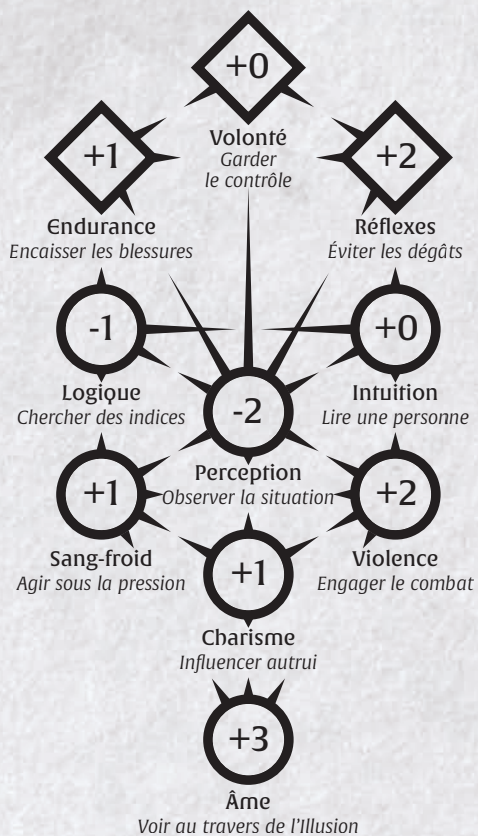 +0
Volonté
Garder
le contrôle
+1
Endurance
Encaisser les blessures
+2
Réflexes
Éviter les dégâts
-1
Logique
Chercher des indices
+0
Intuition
Lire une personne
-2
Perception
Observer la situation
+1
Sang-froid
Agir sous la pression
+2
Violence
Engager le combat
+1
Charisme
Influencer autrui
+3
Âme
Voir au travers de l'Illusion